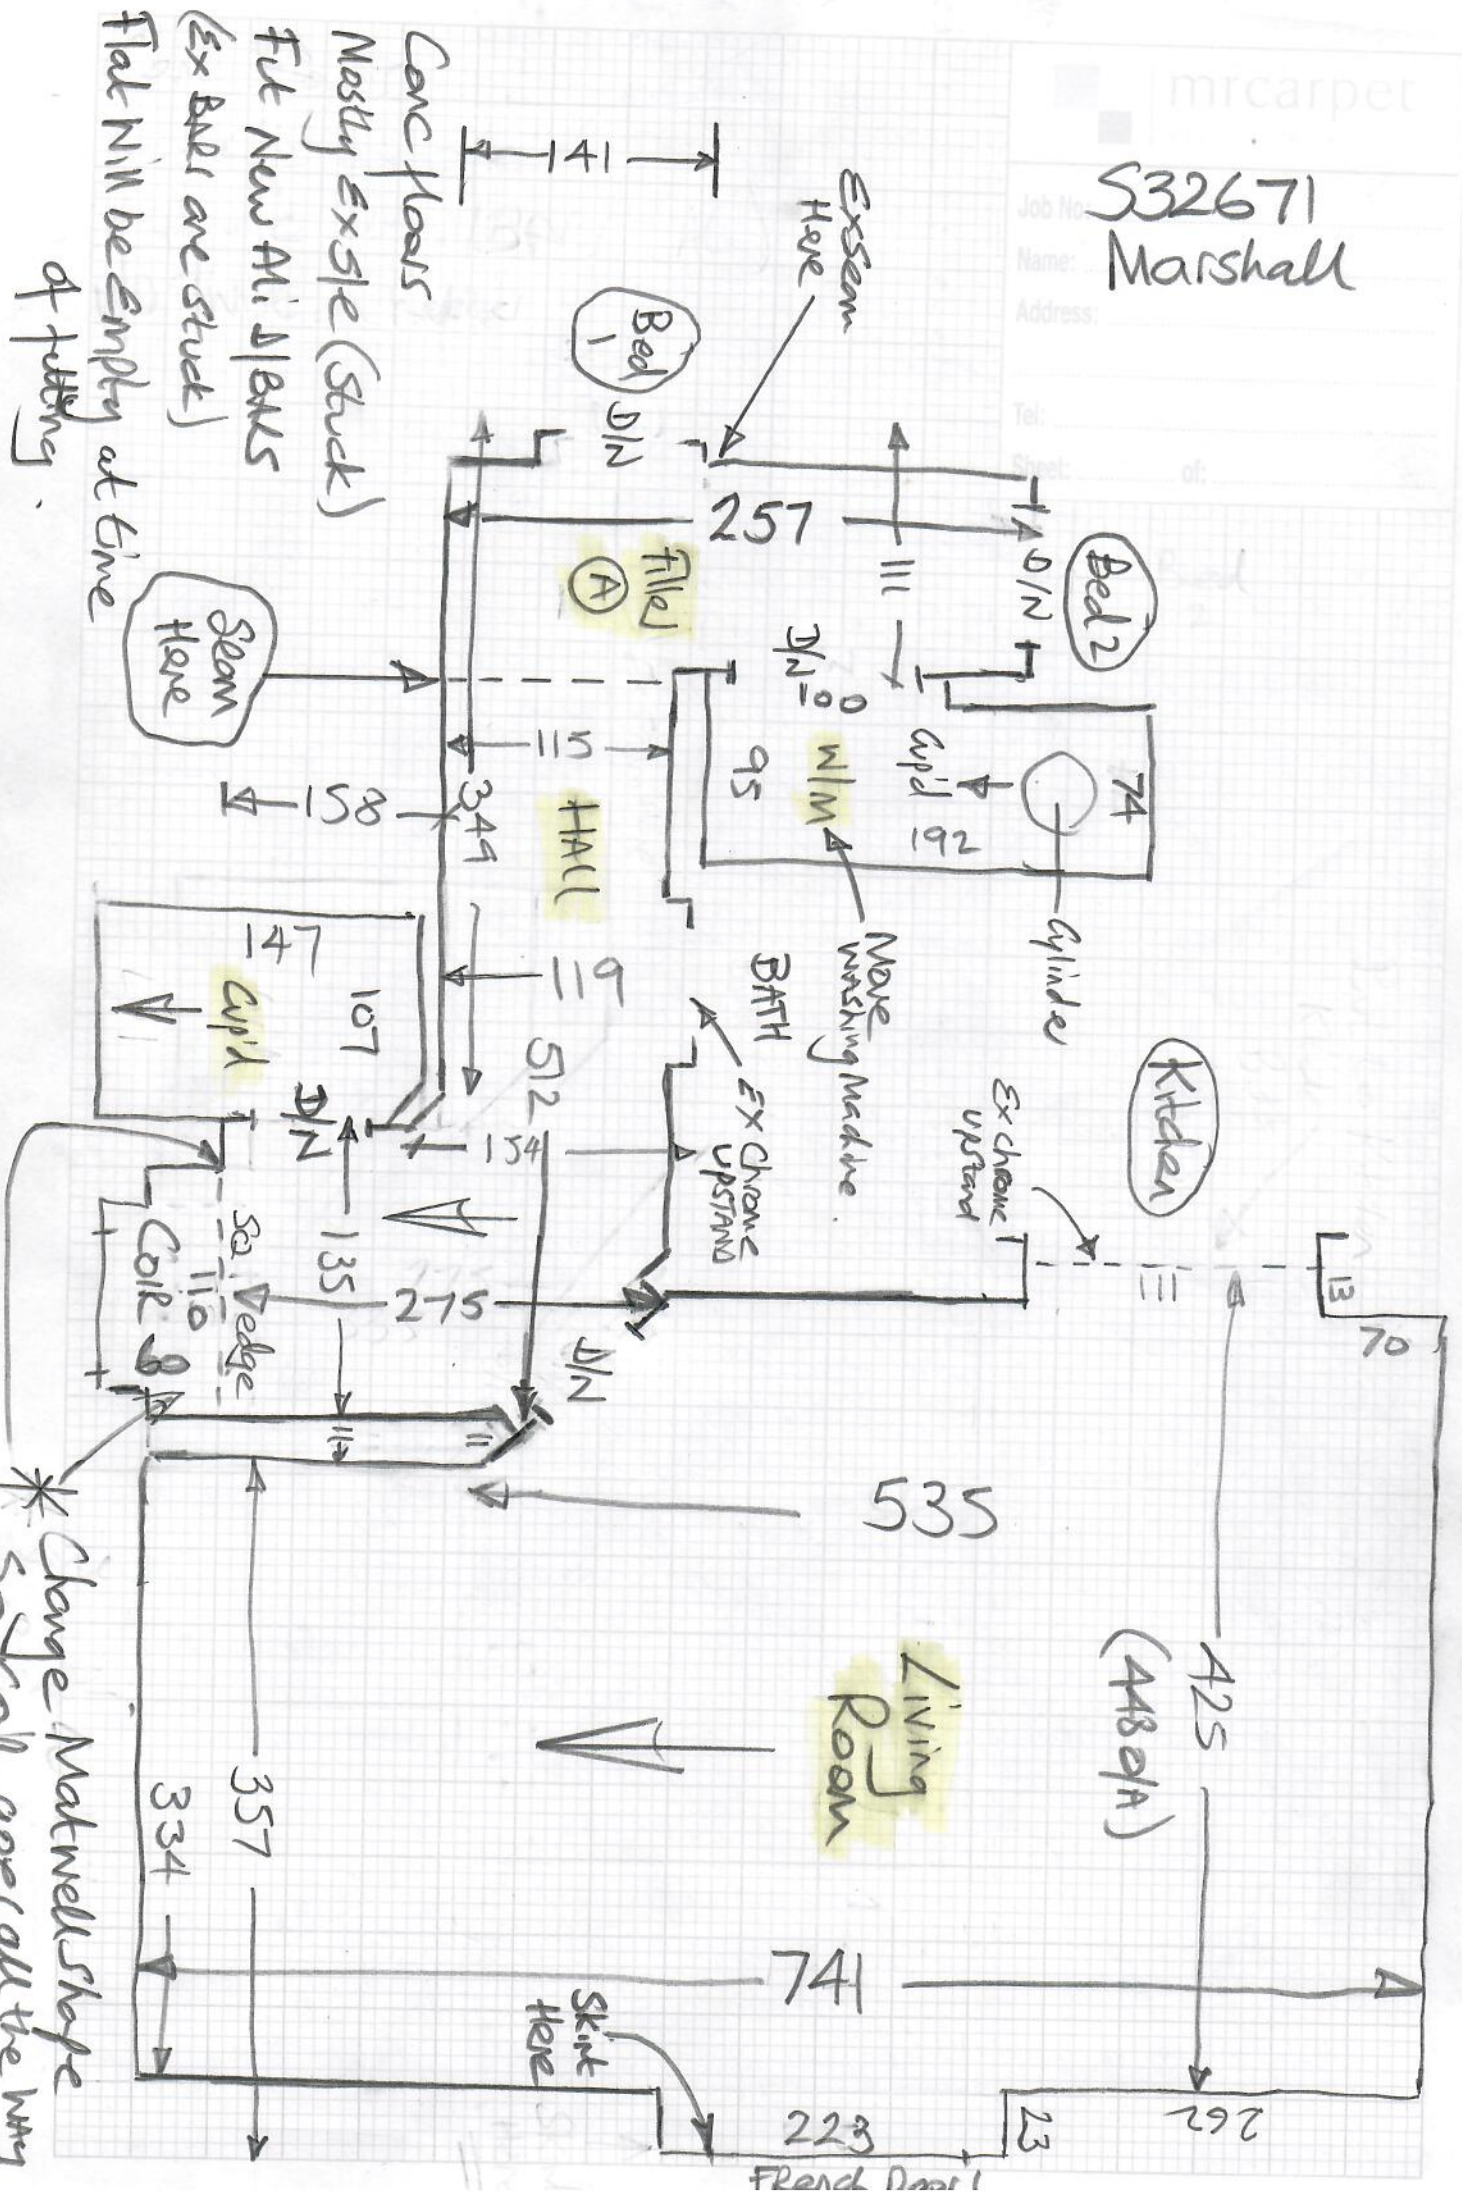 mrcarpet
Job No:
S32671
Name:
Marshall
Address:
Tel:
Sheet:
of:
Conc floors
Mostly Ex S/E (Stuck)
Fit New Ali D/BARS
(Ex BARS are stuck)
Flat Will be Empty at time
of fitting.
141
Ex Seam
Here
Bed
1
D/N
257
Filler
A
111
Bed 2
D/N
D/N
Seam
Here
115
HALL
349
158
95
W/M
Cup'd
192
74
Cylinder
Move
Washing Machine
147
107
Cup'd
D/N
119
512
BATH
Ex Chrome
UPSTAND
154
135
275
Sq edge
110
COIR
D/N
Kitchen
Ex chrome
upstand
111
13
70
11
11
535
Living
Room
425
(448 O/A)
357
334
741
Skirt
Here
223
23
262
French Door
* Change Matwell shape
all the way